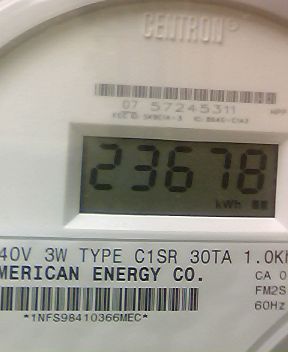 CENTRON®
07 57245311
23678
kWh
40V 3W TYPE C1SR 30TA 1.0Kh
MERICAN ENERGY CO.
CA 0
FM2S
60Hz
*1NFS98410366MEC*